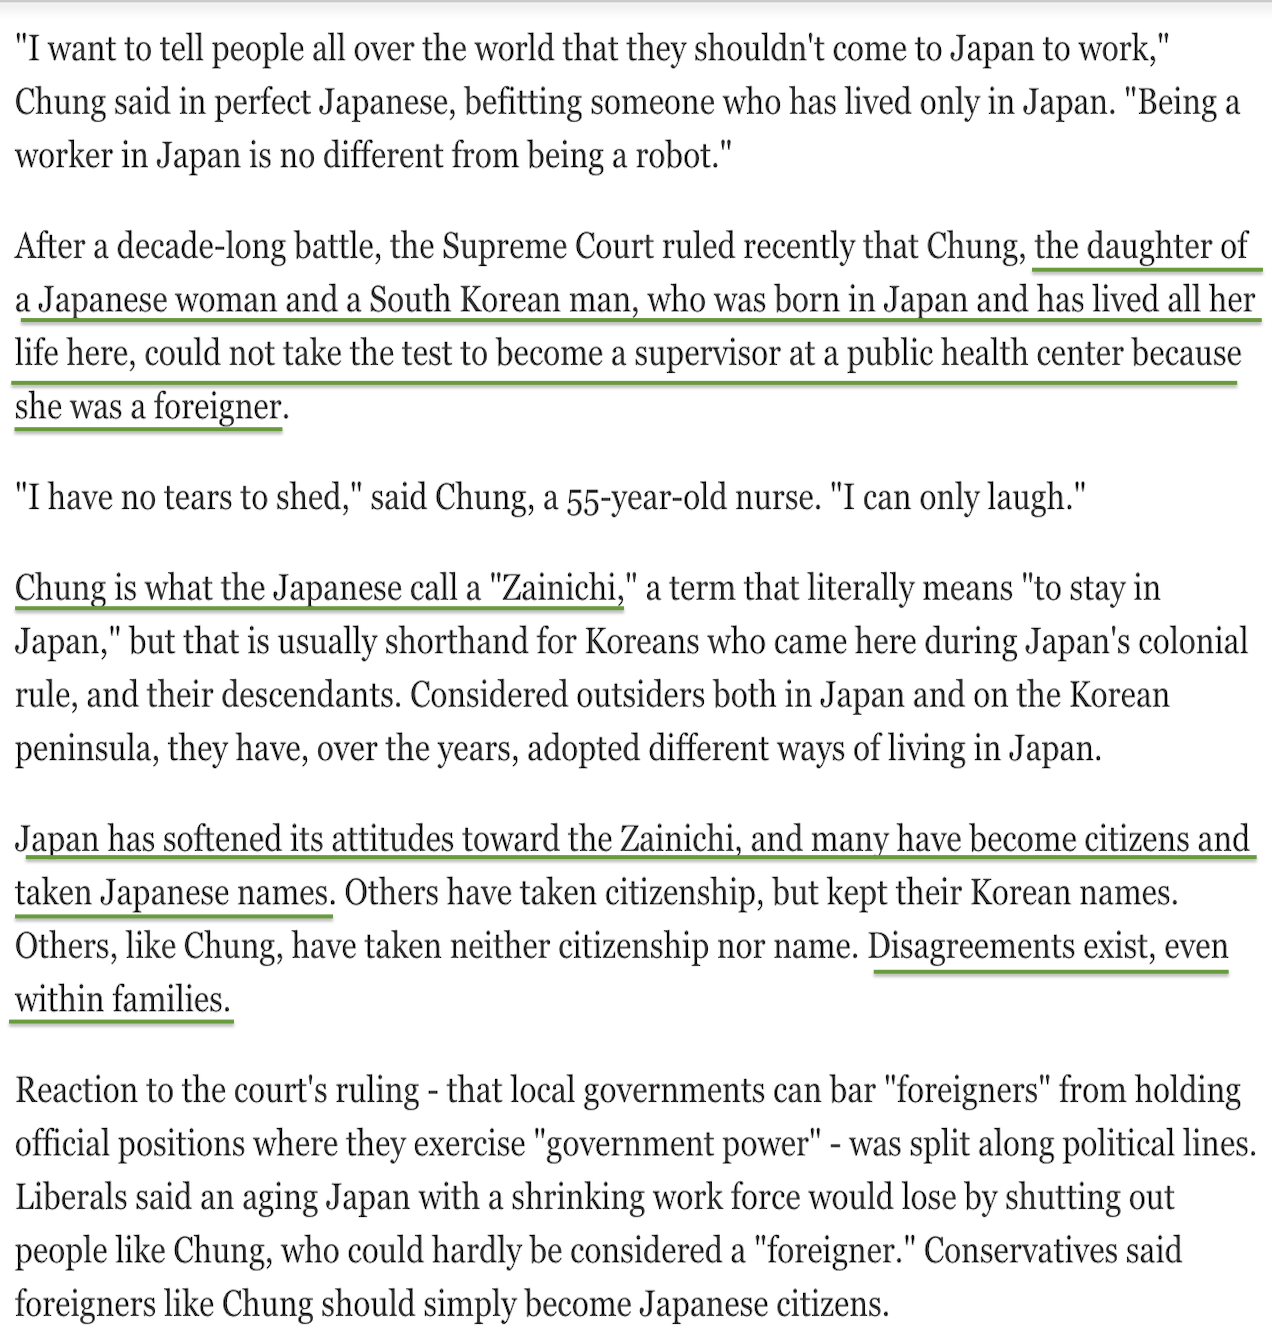 "I want to tell people all over the world that they shouldn't come to Japan to work,"
Chung said in perfect Japanese, befitting someone who has lived only in Japan. "Being a
worker in Japan is no different from being a robot."
After a decade-long battle, the Supreme Court ruled recently that Chung, the daughter of
a Japanese woman and a South Korean man, who was born in Japan and has lived all her
life here, could not take the test to become a supervisor at a public health center because
she was a foreigner.
"I have no tears to shed," said Chung, a 55-year-old nurse. "I can only laugh."
Chung is what the Japanese call a "Zainichi," a term that literally means "to stay in
Japan," but that is usually shorthand for Koreans who came here during Japan's colonial
rule, and their descendants. Considered outsiders both in Japan and on the Korean
peninsula, they have, over the years, adopted different ways of living in Japan.
Japan has softened its attitudes toward the Zainichi, and many have become citizens and
taken Japanese names. Others have taken citizenship, but kept their Korean names.
Others, like Chung, have taken neither citizenship nor name. Disagreements exist, even
within families.
Reaction to the court's ruling - that local governments can bar "foreigners" from holding
official positions where they exercise "government power" - was split along political lines.
Liberals said an aging Japan with a shrinking work force would lose by shutting out
people like Chung, who could hardly be considered a "foreigner." Conservatives said
foreigners like Chung should simply become Japanese citizens.